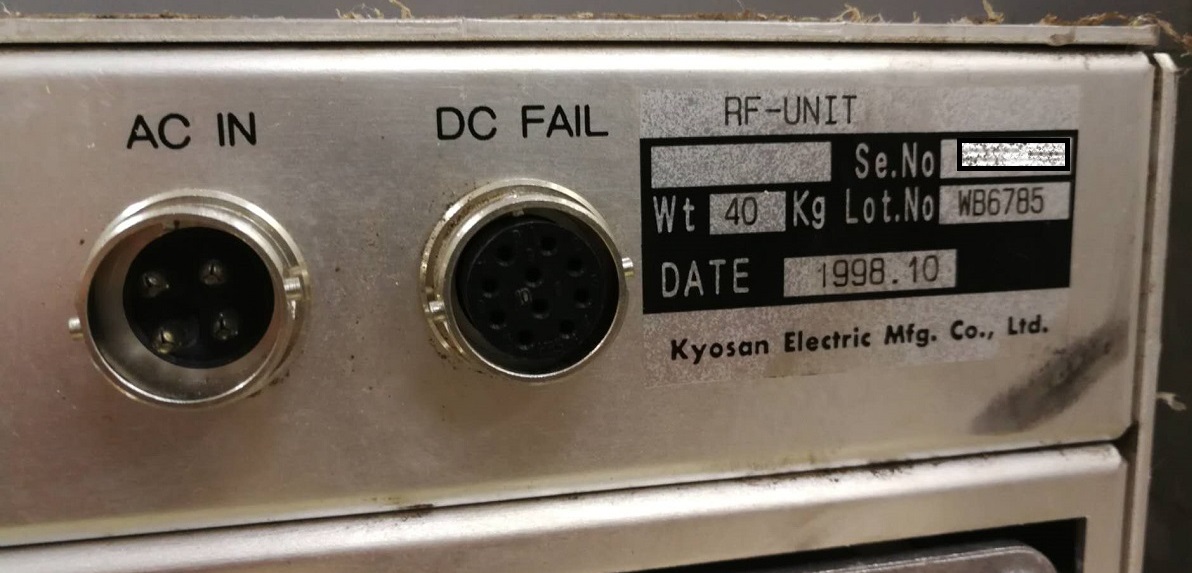 AC IN
DC FAIL
RF-UNIT
Se.No
Wt 40 Kg Lot.No WB6785
DATE 1998.10
Kyosan Electric Mfg. Co., Ltd.